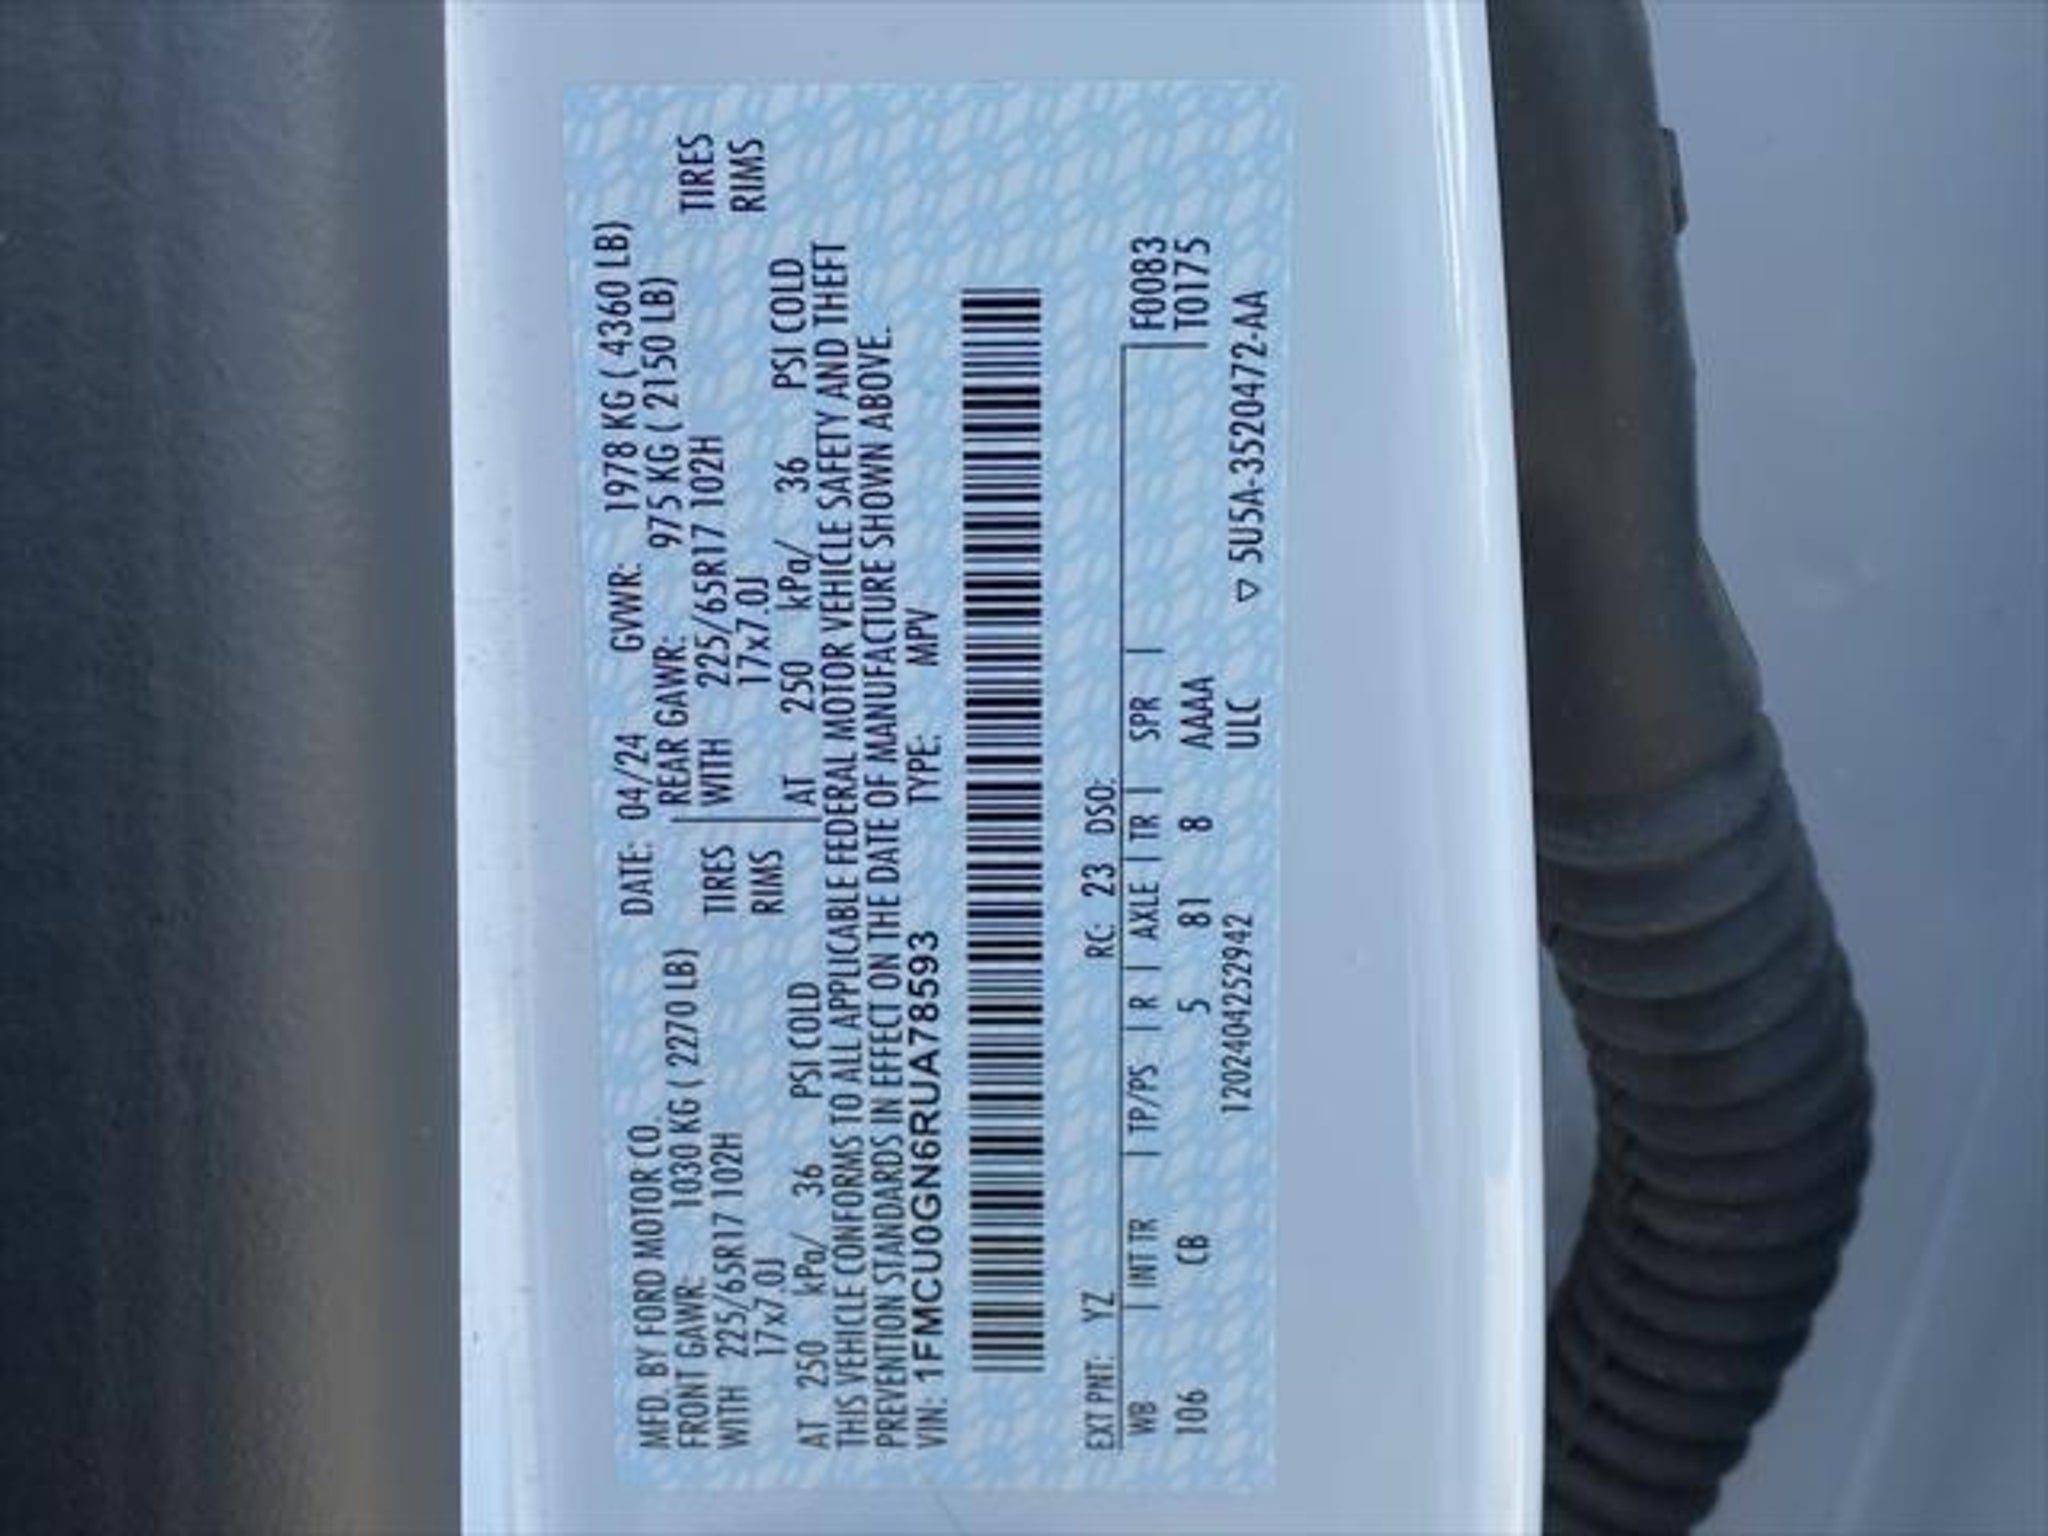 MFD. BY FORD MOTOR CO. DATE: 04/24 GVWR: 1978 KG ( 4360 LB)
FRONT GAWR: 1030 KG ( 2270 LB) REAR GAWR: 975 KG ( 2150 LB)
WITH 225/65R17 102H TIRES WITH 225/65R17 102H TIRES
17x7.0J RIMS 17x7.0J RIMS
AT 250 kPa/ 36 PSI COLD AT 250 kPa/ 36 PSI COLD
THIS VEHICLE CONFORMS TO ALL APPLICABLE FEDERAL MOTOR VEHICLE SAFETY AND THEFT
PREVENTION STANDARDS IN EFFECT ON THE DATE OF MANUFACTURE SHOWN ABOVE.
VIN: 1FMCU0GN6RUA78593 TYPE: MPV
EXT PNT: YZ RC: 23 DSO:
WB | INT TR | TP/PS | R | AXLE | TR | SPR | F0083
106 CB 5 81 8 AAAA T0175
1202404252942 ULC ▽ 5U5A-3520472-AA